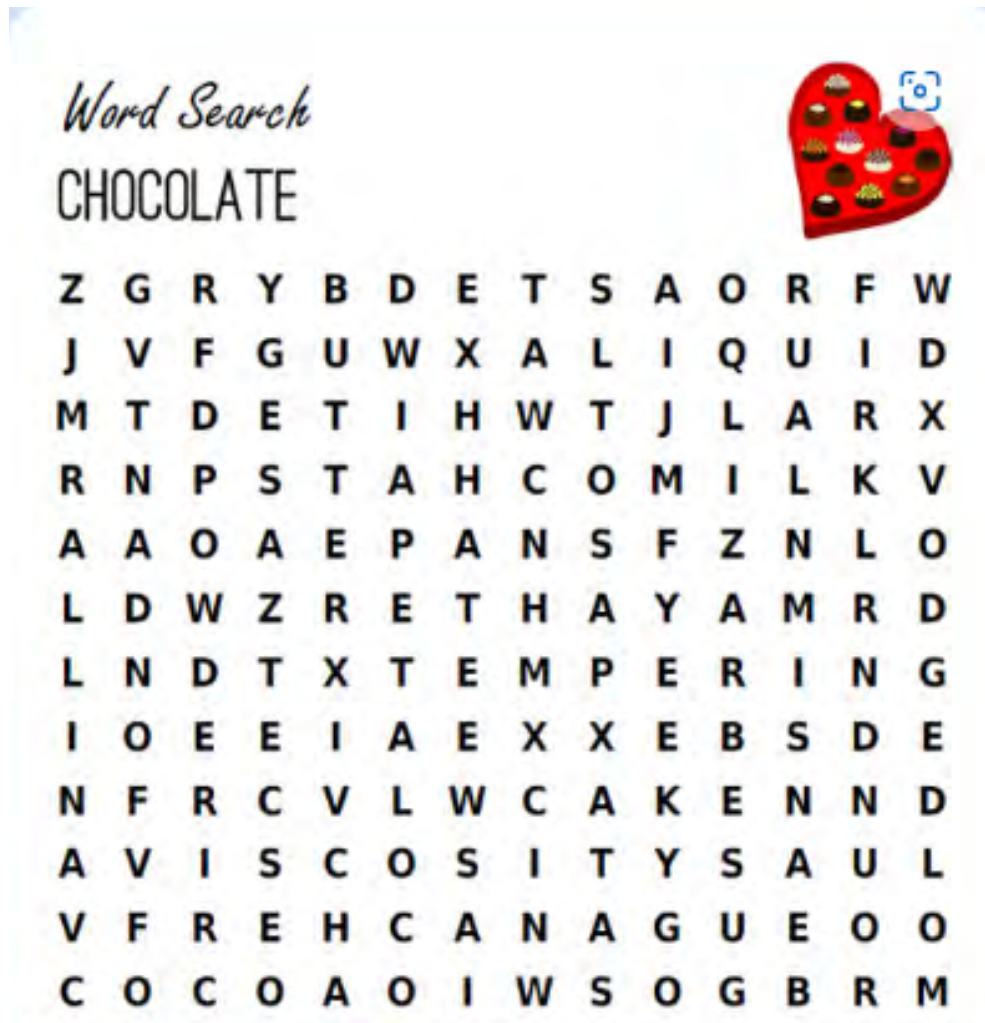 Word Search
CHOCOLATE
Z G R Y B D E T S A O R F W
J V F G U W X A L I Q U I D
M T D E T I H W T J L A R X
R N P S T A H C O M I L K V
A A O A E P A N S F Z N L O
L D W Z R E T H A Y A M R D
L N D T X T E M P E R I N G
I O E E I A E X X E B S D E
N F R C V L W C A K E N N D
A V I S C O S I T Y S A U L
V F R E H C A N A G U E O O
C O C O A O I W S O G B R M